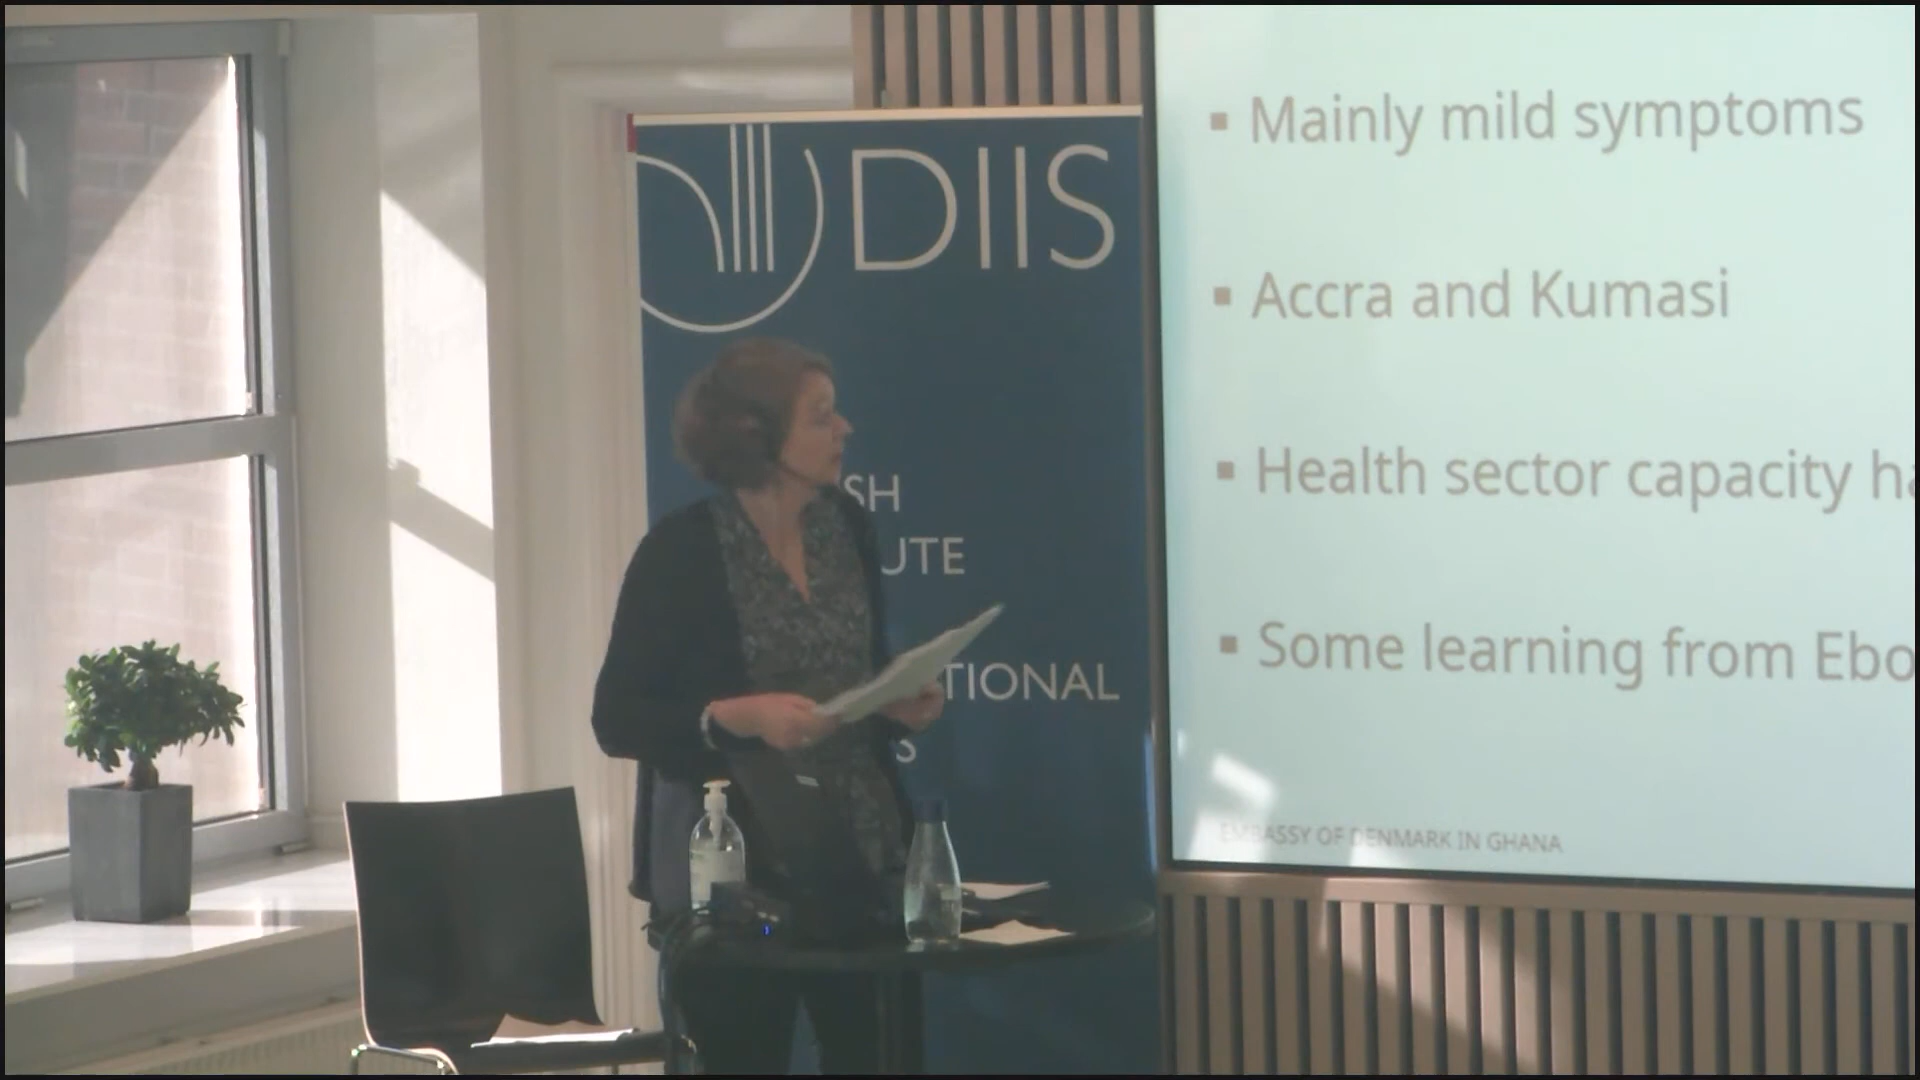 DIIS
SH
UTE
TIONAL
S
▪ Mainly mild symptoms
▪ Accra and Kumasi
▪ Health sector capacity ha
▪ Some learning from Ebo
EMBASSY OF DENMARK IN GHANA